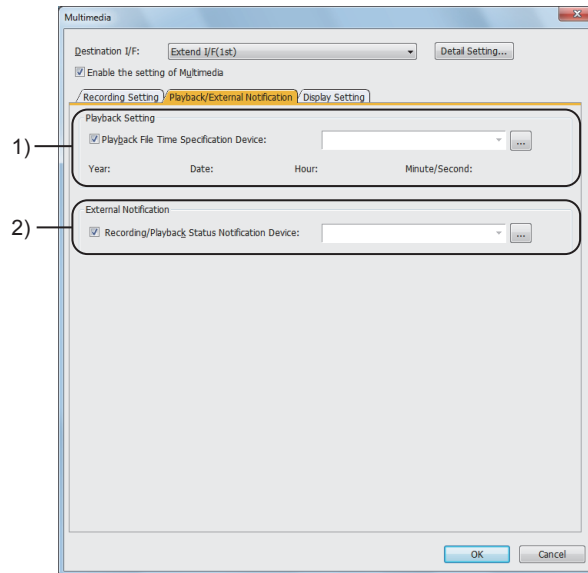 Multimedia
Destination I/F: Extend I/F(1st) Detail Setting...
Enable the setting of Multimedia
Recording Setting Playback/External Notification Display Setting
1)
Playback Setting
Playback File Time Specification Device: ...
Year: Date: Hour: Minute/Second:
2)
External Notification
Recording/Playback Status Notification Device: ...
OK Cancel